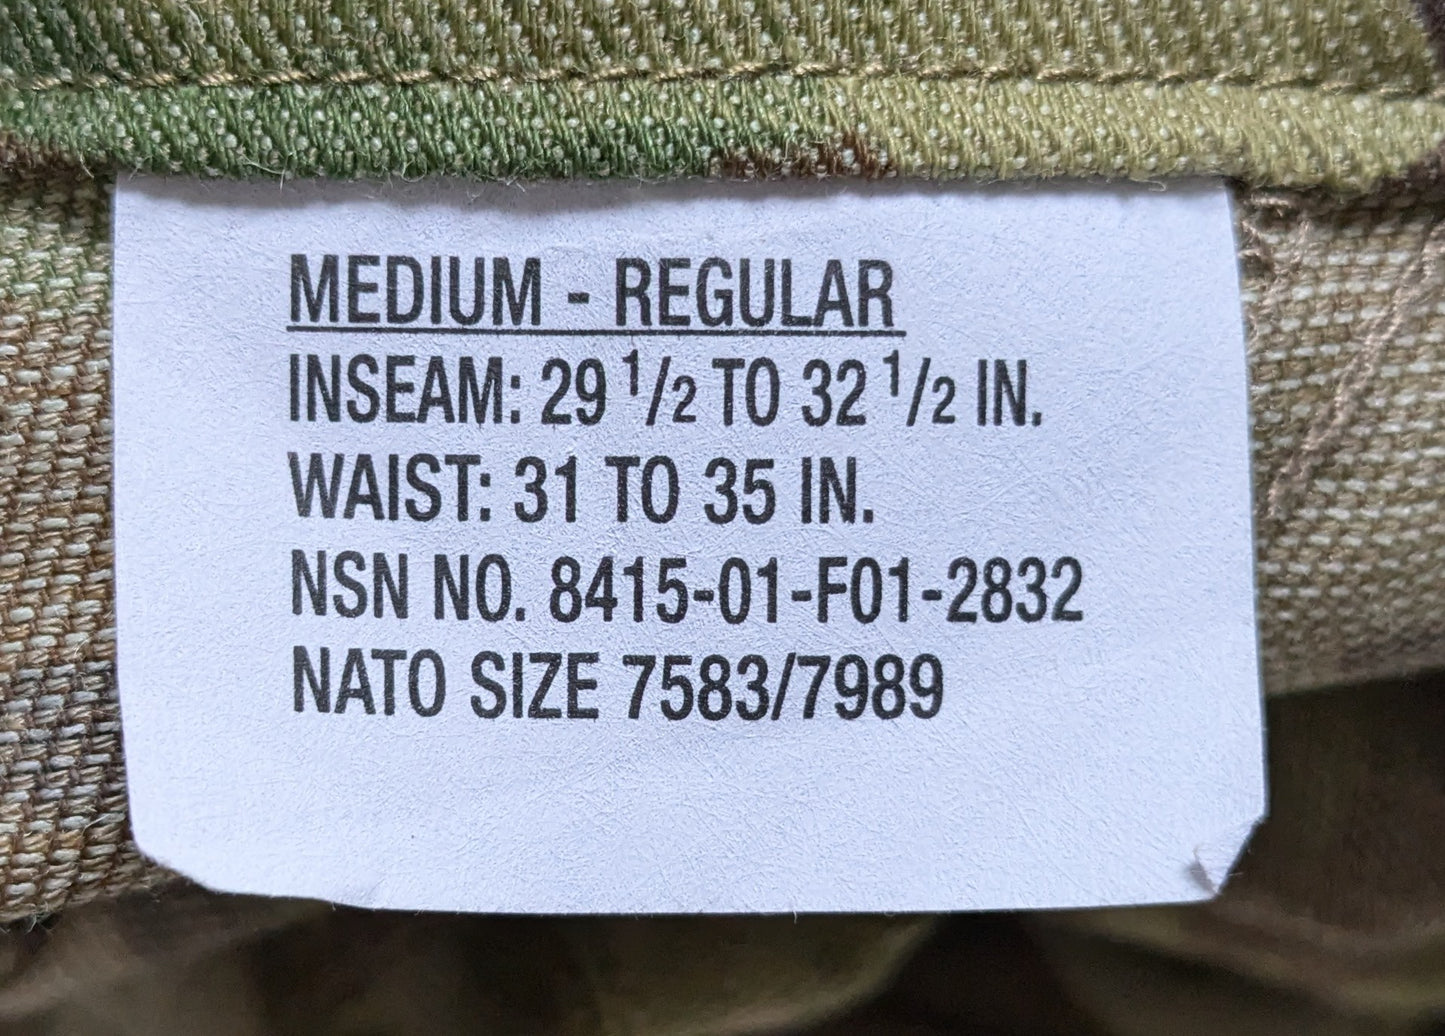 MEDIUM - REGULAR
INSEAM: 29 1/2 TO 32 1/2 IN.
WAIST: 31 TO 35 IN.
NSN NO. 8415-01-F01-2832
NATO SIZE 7583/7989